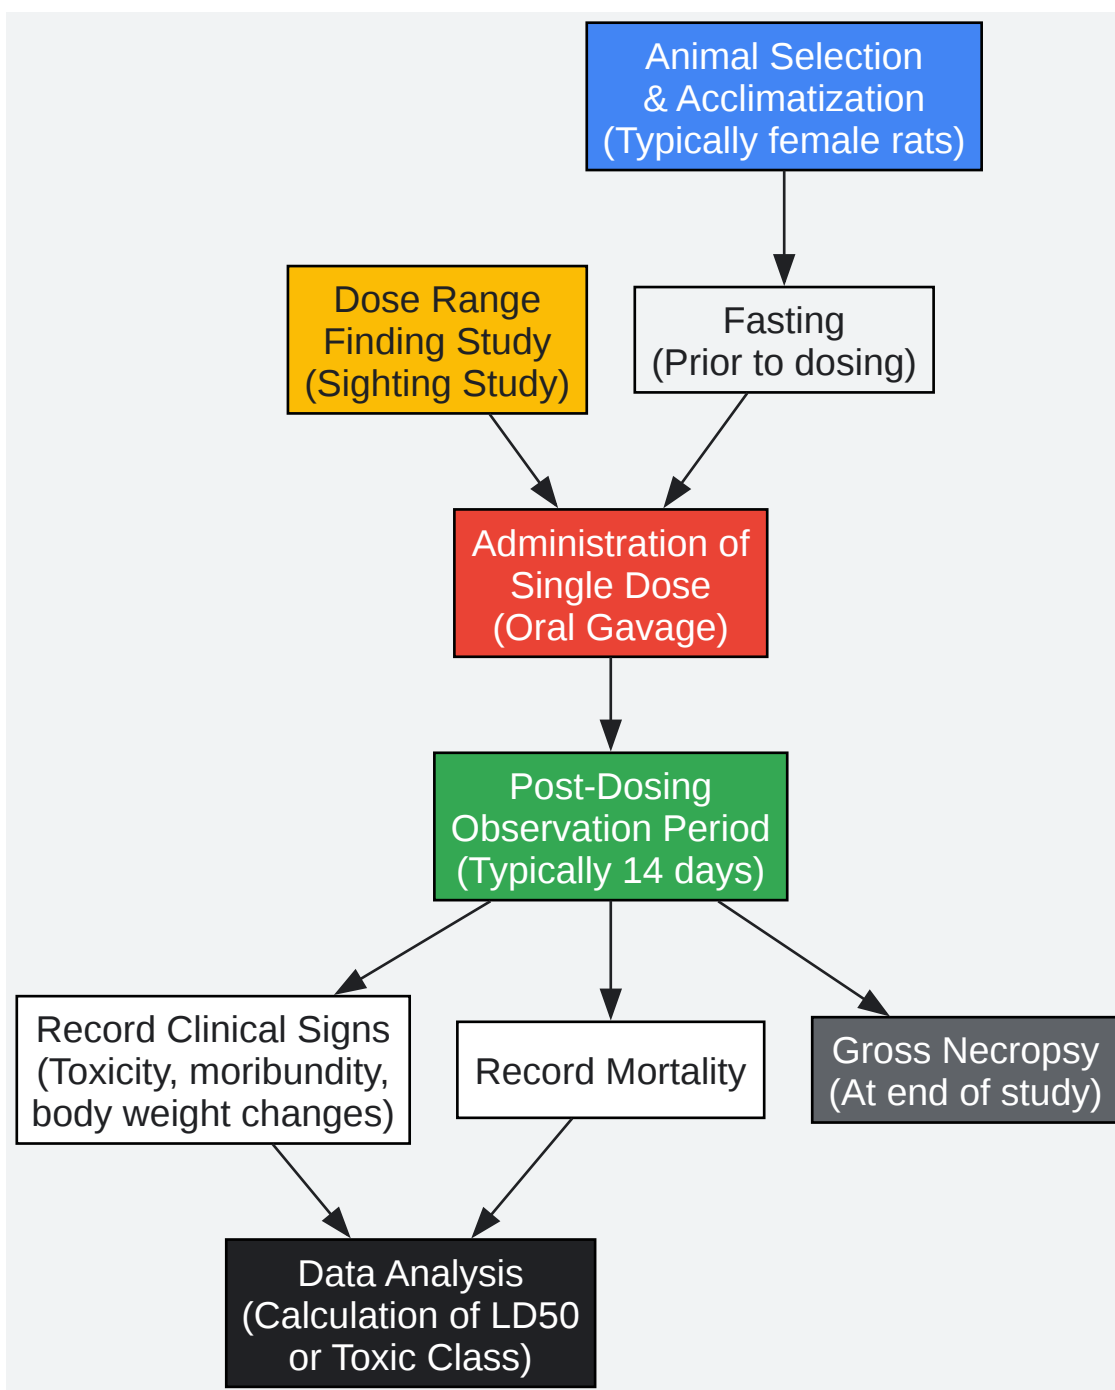 Animal Selection
& Acclimatization
(Typically female rats)
Dose Range
Finding Study
(Sighting Study)
Fasting
(Prior to dosing)
Administration of
Single Dose
(Oral Gavage)
Post-Dosing
Observation Period
(Typically 14 days)
Record Clinical Signs
(Toxicity, moribundity,
body weight changes)
Record Mortality
Gross Necropsy
(At end of study)
Data Analysis
(Calculation of LD50
or Toxic Class)